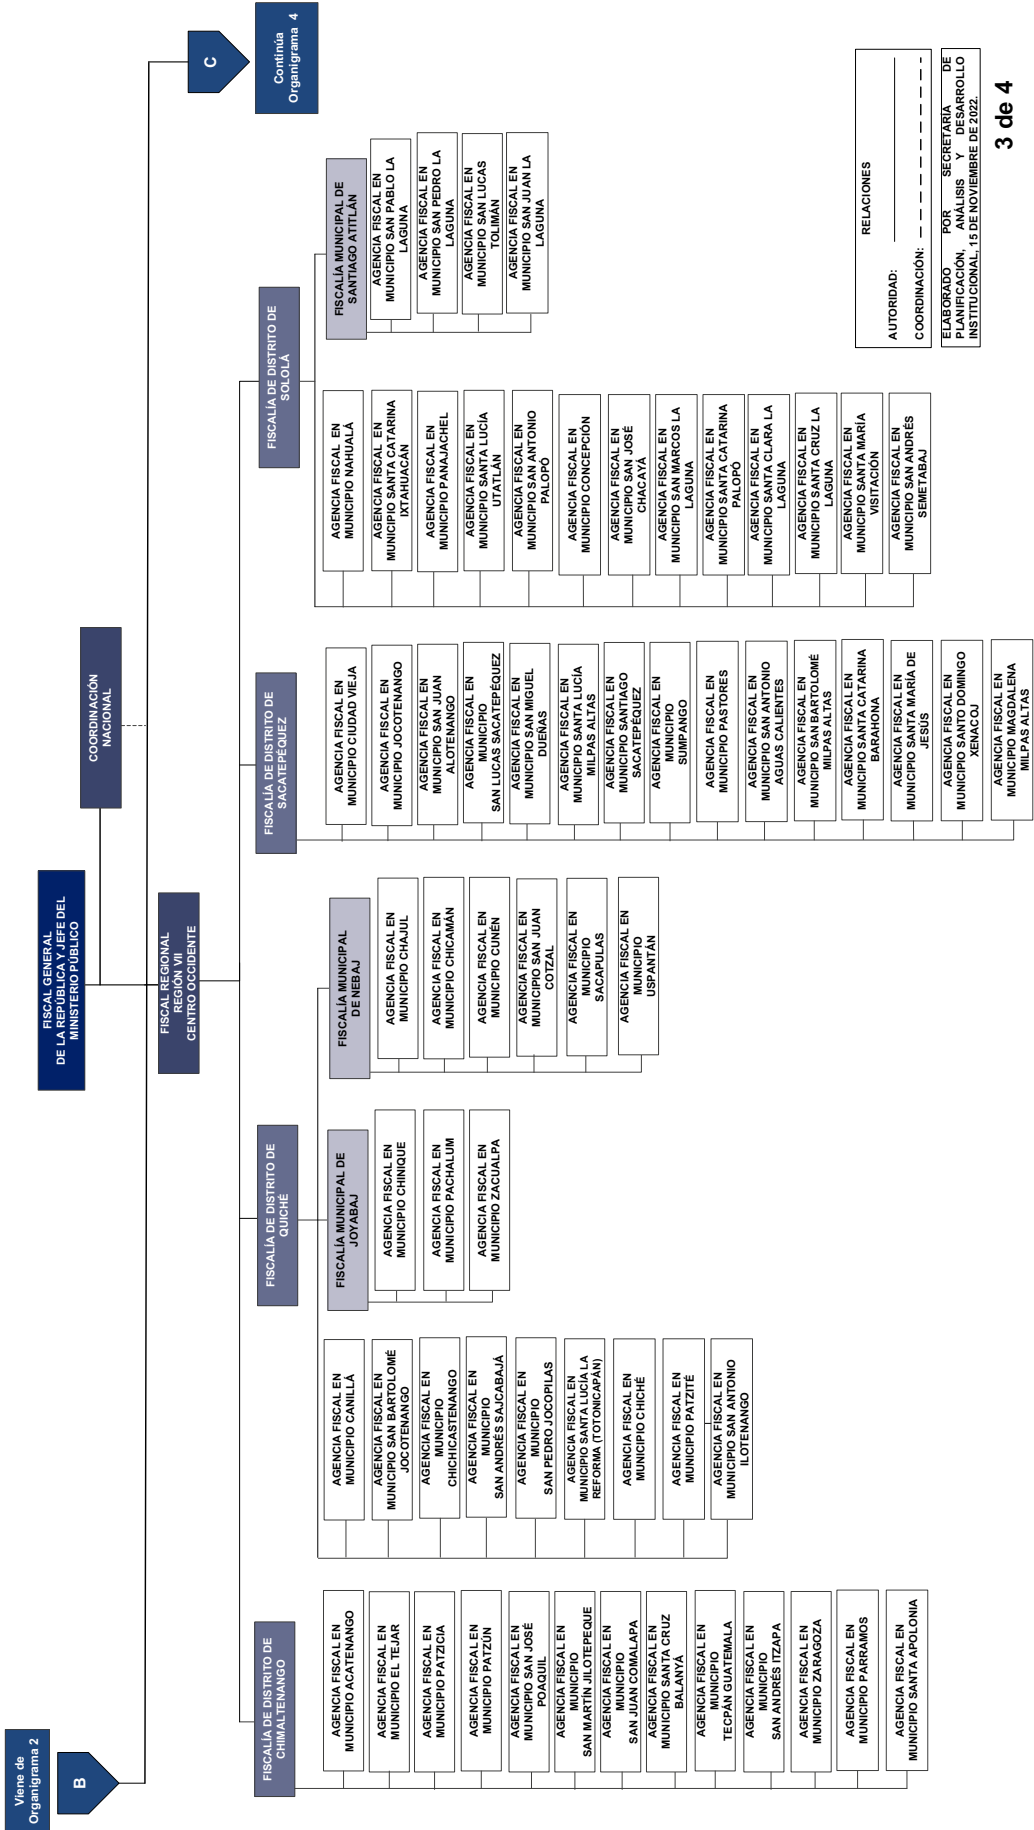 Viene de
Organigrama 2
B
FISCAL GENERAL
DE LA REPÚBLICA Y JEFE DEL
MINISTERIO PÚBLICO
COORDINACIÓN
NACIONAL
C
Continúa
Organigrama 4
FISCAL REGIONAL
REGIÓN VII
CENTRO OCCIDENTE
FISCALÍA DE DISTRITO DE
CHIMALTENANGO
AGENCIA FISCAL EN
MUNICIPIO ACATENANGO
AGENCIA FISCAL EN
MUNICIPIO EL TEJAR
AGENCIA FISCAL EN
MUNICIPIO PATZICIA
AGENCIA FISCAL EN
MUNICIPIO PATZÚN
AGENCIA FISCAL EN
MUNICIPIO SAN JOSÉ
POAQUIL
AGENCIA FISCAL EN
MUNICIPIO
SAN MARTÍN JILOTEPEQUE
AGENCIA FISCAL EN
MUNICIPIO
SAN JUAN COMALAPA
AGENCIA FISCAL EN
MUNICIPIO SANTA CRUZ
BALANYÁ
AGENCIA FISCAL EN
MUNICIPIO
TECPÁN GUATEMALA
AGENCIA FISCAL EN
MUNICIPIO
SAN ANDRÉS ITZAPA
AGENCIA FISCAL EN
MUNICIPIO ZARAGOZA
AGENCIA FISCAL EN
MUNICIPIO PARRAMOS
AGENCIA FISCAL EN
MUNICIPIO SANTA APOLONIA
FISCALÍA DE DISTRITO DE
QUICHÉ
AGENCIA FISCAL EN
MUNICIPIO CANILLÁ
AGENCIA FISCAL EN
MUNICIPIO SAN BARTOLOMÉ
JOCOTENANGO
AGENCIA FISCAL EN
MUNICIPIO
CHICHICASTENANGO
AGENCIA FISCAL EN
MUNICIPIO
SAN ANDRÉS SAJCABAJÁ
AGENCIA FISCAL EN
MUNICIPIO
SAN PEDRO JOCOPILAS
AGENCIA FISCAL EN
MUNICIPIO SANTA LUCÍA LA
REFORMA (TOTONICAPÁN)
AGENCIA FISCAL EN
MUNICIPIO CHICHÉ
AGENCIA FISCAL EN
MUNICIPIO PATZITÉ
AGENCIA FISCAL EN
MUNICIPIO SAN ANTONIO
ILOTENANGO
FISCALÍA MUNICIPAL DE
JOYABAJ
AGENCIA FISCAL EN
MUNICIPIO CHINIQUE
AGENCIA FISCAL EN
MUNICIPIO PACHALUM
AGENCIA FISCAL EN
MUNICIPIO ZACUALPA
FISCALÍA MUNICIPAL
DE NEBAJ
AGENCIA FISCAL EN
MUNICIPIO CHAJUL
AGENCIA FISCAL EN
MUNICIPIO CHICAMÁN
AGENCIA FISCAL EN
MUNICIPIO CUNÉN
AGENCIA FISCAL EN
MUNICIPIO SAN JUAN
COTZAL
AGENCIA FISCAL EN
MUNICIPIO
SACAPULAS
AGENCIA FISCAL EN
MUNICIPIO
USPANTÁN
FISCALÍA DE DISTRITO DE
SACATEPÉQUEZ
AGENCIA FISCAL EN
MUNICIPIO CIUDAD VIEJA
AGENCIA FISCAL EN
MUNICIPIO JOCOTENANGO
AGENCIA FISCAL EN
MUNICIPIO SAN JUAN
ALOTENANGO
AGENCIA FISCAL EN
MUNICIPIO
SAN LUCAS SACATEPÉQUEZ
AGENCIA FISCAL EN
MUNICIPIO SAN MIGUEL
DUEÑAS
AGENCIA FISCAL EN
MUNICIPIO SANTA LUCÍA
MILPAS ALTAS
AGENCIA FISCAL EN
MUNICIPIO SANTIAGO
SACATEPÉQUEZ
AGENCIA FISCAL EN
MUNICIPIO
SUMPANGO
AGENCIA FISCAL EN
MUNICIPIO PASTORES
AGENCIA FISCAL EN
MUNICIPIO SAN ANTONIO
AGUAS CALIENTES
AGENCIA FISCAL EN
MUNICIPIO SAN BARTOLOMÉ
MILPAS ALTAS
AGENCIA FISCAL EN
MUNICIPIO SANTA CATARINA
BARAHONA
AGENCIA FISCAL EN
MUNICIPIO SANTA MARÍA DE
JESÚS
AGENCIA FISCAL EN
MUNICIPIO SANTO DOMINGO
XENACOJ
AGENCIA FISCAL EN
MUNICIPIO MAGDALENA
MILPAS ALTAS
FISCALÍA DE DISTRITO DE
SOLOLÁ
AGENCIA FISCAL EN
MUNICIPIO NAHUALÁ
AGENCIA FISCAL EN
MUNICIPIO SANTA CATARINA
IXTAHUACÁN
AGENCIA FISCAL EN
MUNICIPIO PANAJACHEL
AGENCIA FISCAL EN
MUNICIPIO SANTA LUCÍA
UTATLÁN
AGENCIA FISCAL EN
MUNICIPIO SAN ANTONIO
PALOPÓ
AGENCIA FISCAL EN
MUNICIPIO CONCEPCIÓN
AGENCIA FISCAL EN
MUNICIPIO SAN JOSÉ
CHACAYÁ
AGENCIA FISCAL EN
MUNICIPIO SAN MARCOS LA
LAGUNA
AGENCIA FISCAL EN
MUNICIPIO SANTA CATARINA
PALOPÓ
AGENCIA FISCAL EN
MUNICIPIO SANTA CLARA LA
LAGUNA
AGENCIA FISCAL EN
MUNICIPIO SANTA CRUZ LA
LAGUNA
AGENCIA FISCAL EN
MUNICIPIO SANTA MARÍA
VISITACIÓN
AGENCIA FISCAL EN
MUNICIPIO SAN ANDRÉS
SEMETABAJ
FISCALÍA MUNICIPAL DE
SANTIAGO ATITLÁN
AGENCIA FISCAL EN
MUNICIPIO SAN PABLO LA
LAGUNA
AGENCIA FISCAL EN
MUNICIPIO SAN PEDRO LA
LAGUNA
AGENCIA FISCAL EN
MUNICIPIO SAN LUCAS
TOLIMÁN
AGENCIA FISCAL EN
MUNICIPIO SAN JUAN LA
LAGUNA
RELACIONES
AUTORIDAD:
COORDINACIÓN:
ELABORADO POR SECRETARIA DE
PLANIFICACIÓN, ANÁLISIS Y DESARROLLO
INSTITUCIONAL, 15 DE NOVIEMBRE DE 2022.
3 de 4